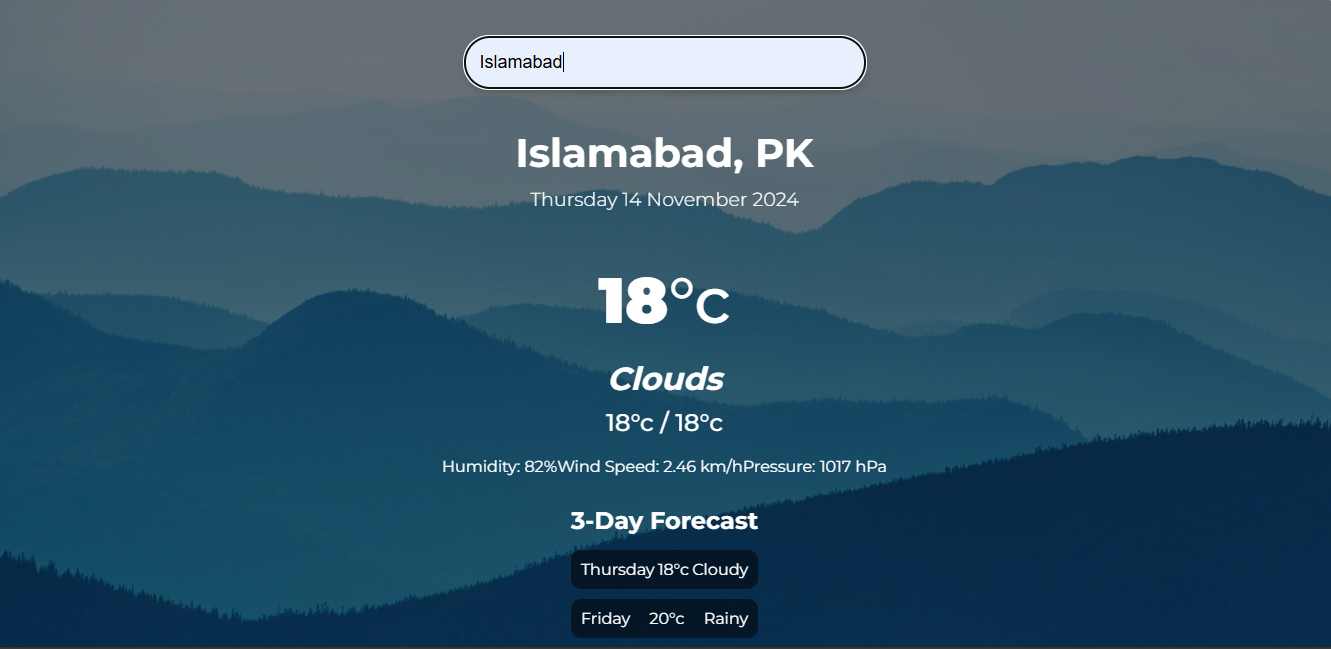 Islamabad
Islamabad, PK
Thursday 14 November 2024
18°c
Clouds
18°c / 18°c
Humidity: 82%Wind Speed: 2.46 km/hPressure: 1017 hPa
3-Day Forecast
Thursday 18°c Cloudy
Friday 20°c Rainy